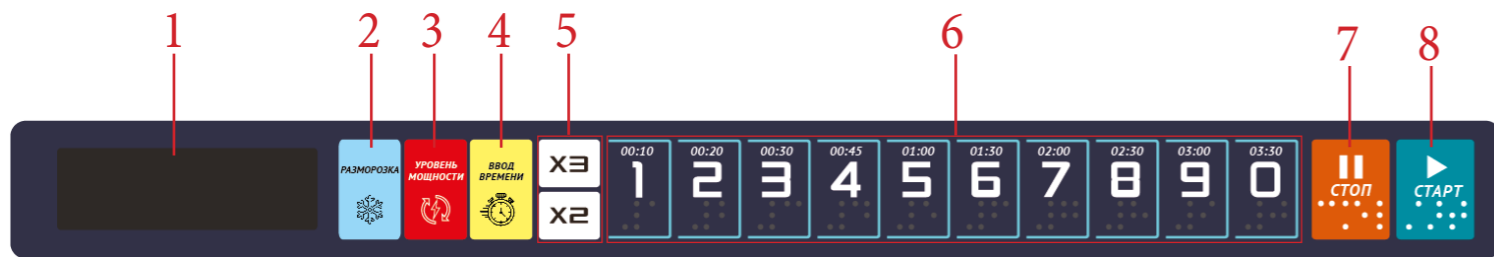 1 2 3 4 5 6 7 8
РАЗМОРОЗКА
УРОВЕНЬ
МОЩНОСТИ
ВВОД
ВРЕМЕНИ
X3
X2
00:10 00:20 00:30 00:45 01:00 01:30 02:00 02:30 03:00 03:30
1 2 3 4 5 6 7 8 9 0
СТОП
СТАРТ